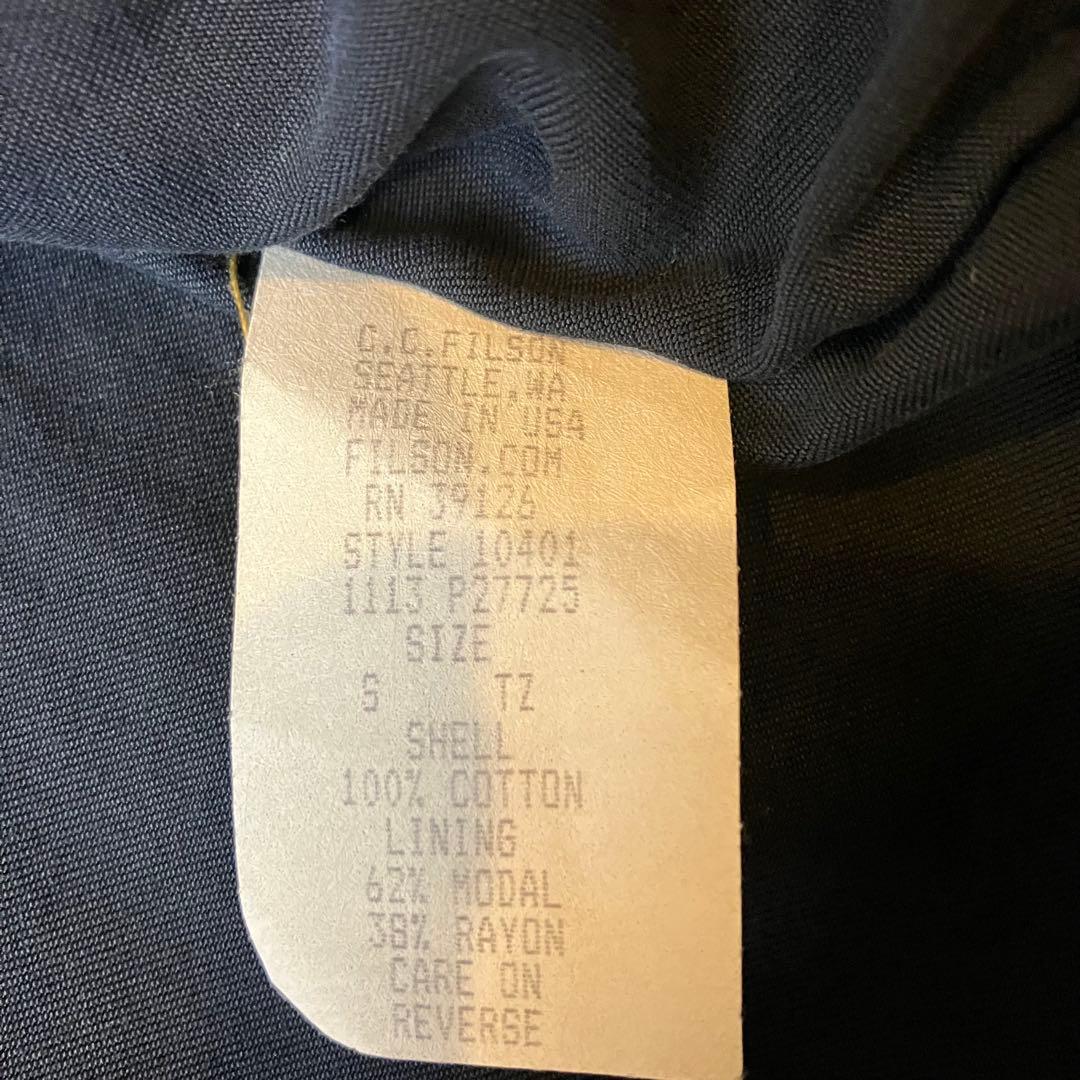 C.C.FILSON
SEATTLE,WA
MADE IN USA
FILSON.COM
RN 39126
STYLE 10401
1113 P27725
SIZE
S TZ
SHELL
100% COTTON
LINING
62% MODAL
38% RAYON
CARE ON
REVERSE